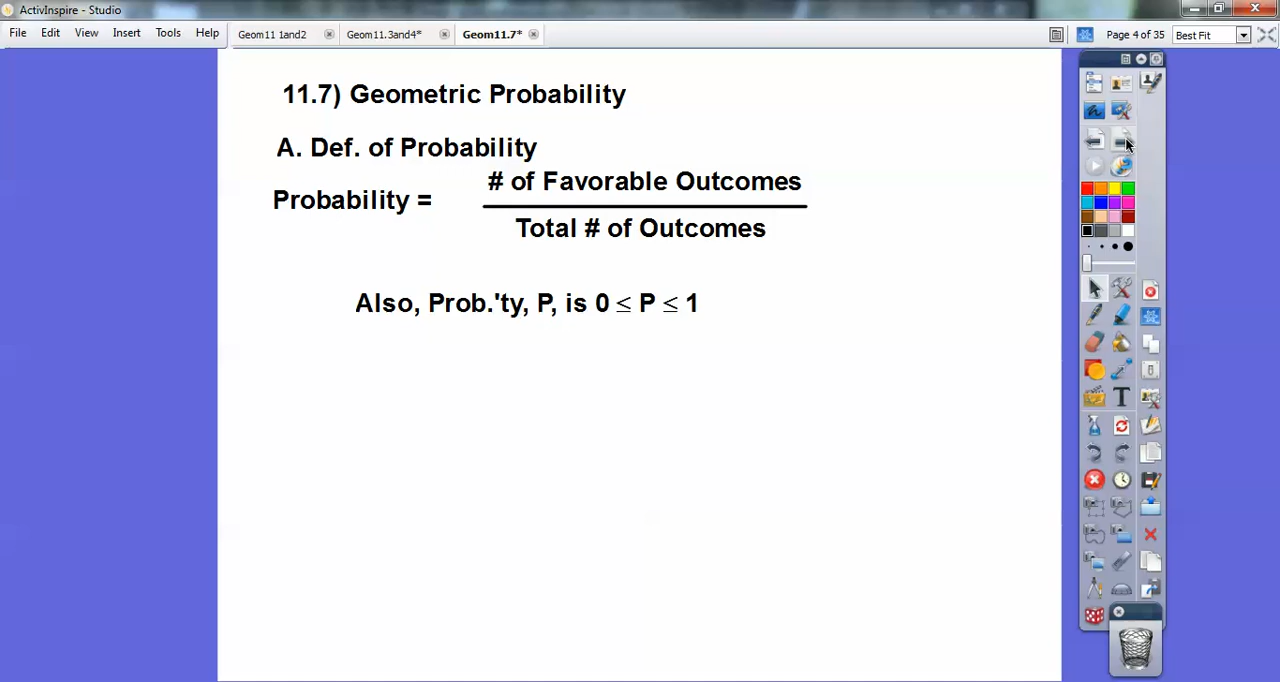 ActivInspire - Studio
File Edit View Insert Tools Help Geom11 1and2 Geom11.3and4* Geom11.7* Page 4 of 35 Best Fit
11.7) Geometric Probability
A. Def. of Probability
Probability = # of Favorable Outcomes
Total # of Outcomes
Also, Prob.'ty, P, is 0 ≤ P ≤ 1